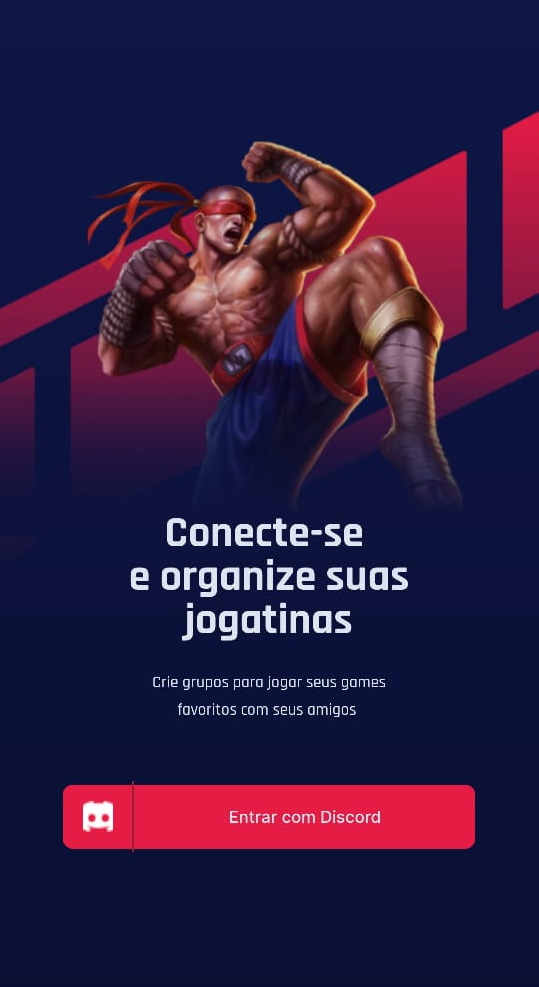 Conecte-se
e organize suas
jogatinas
Crie grupos para jogar seus games
favoritos com seus amigos
Entrar com Discord